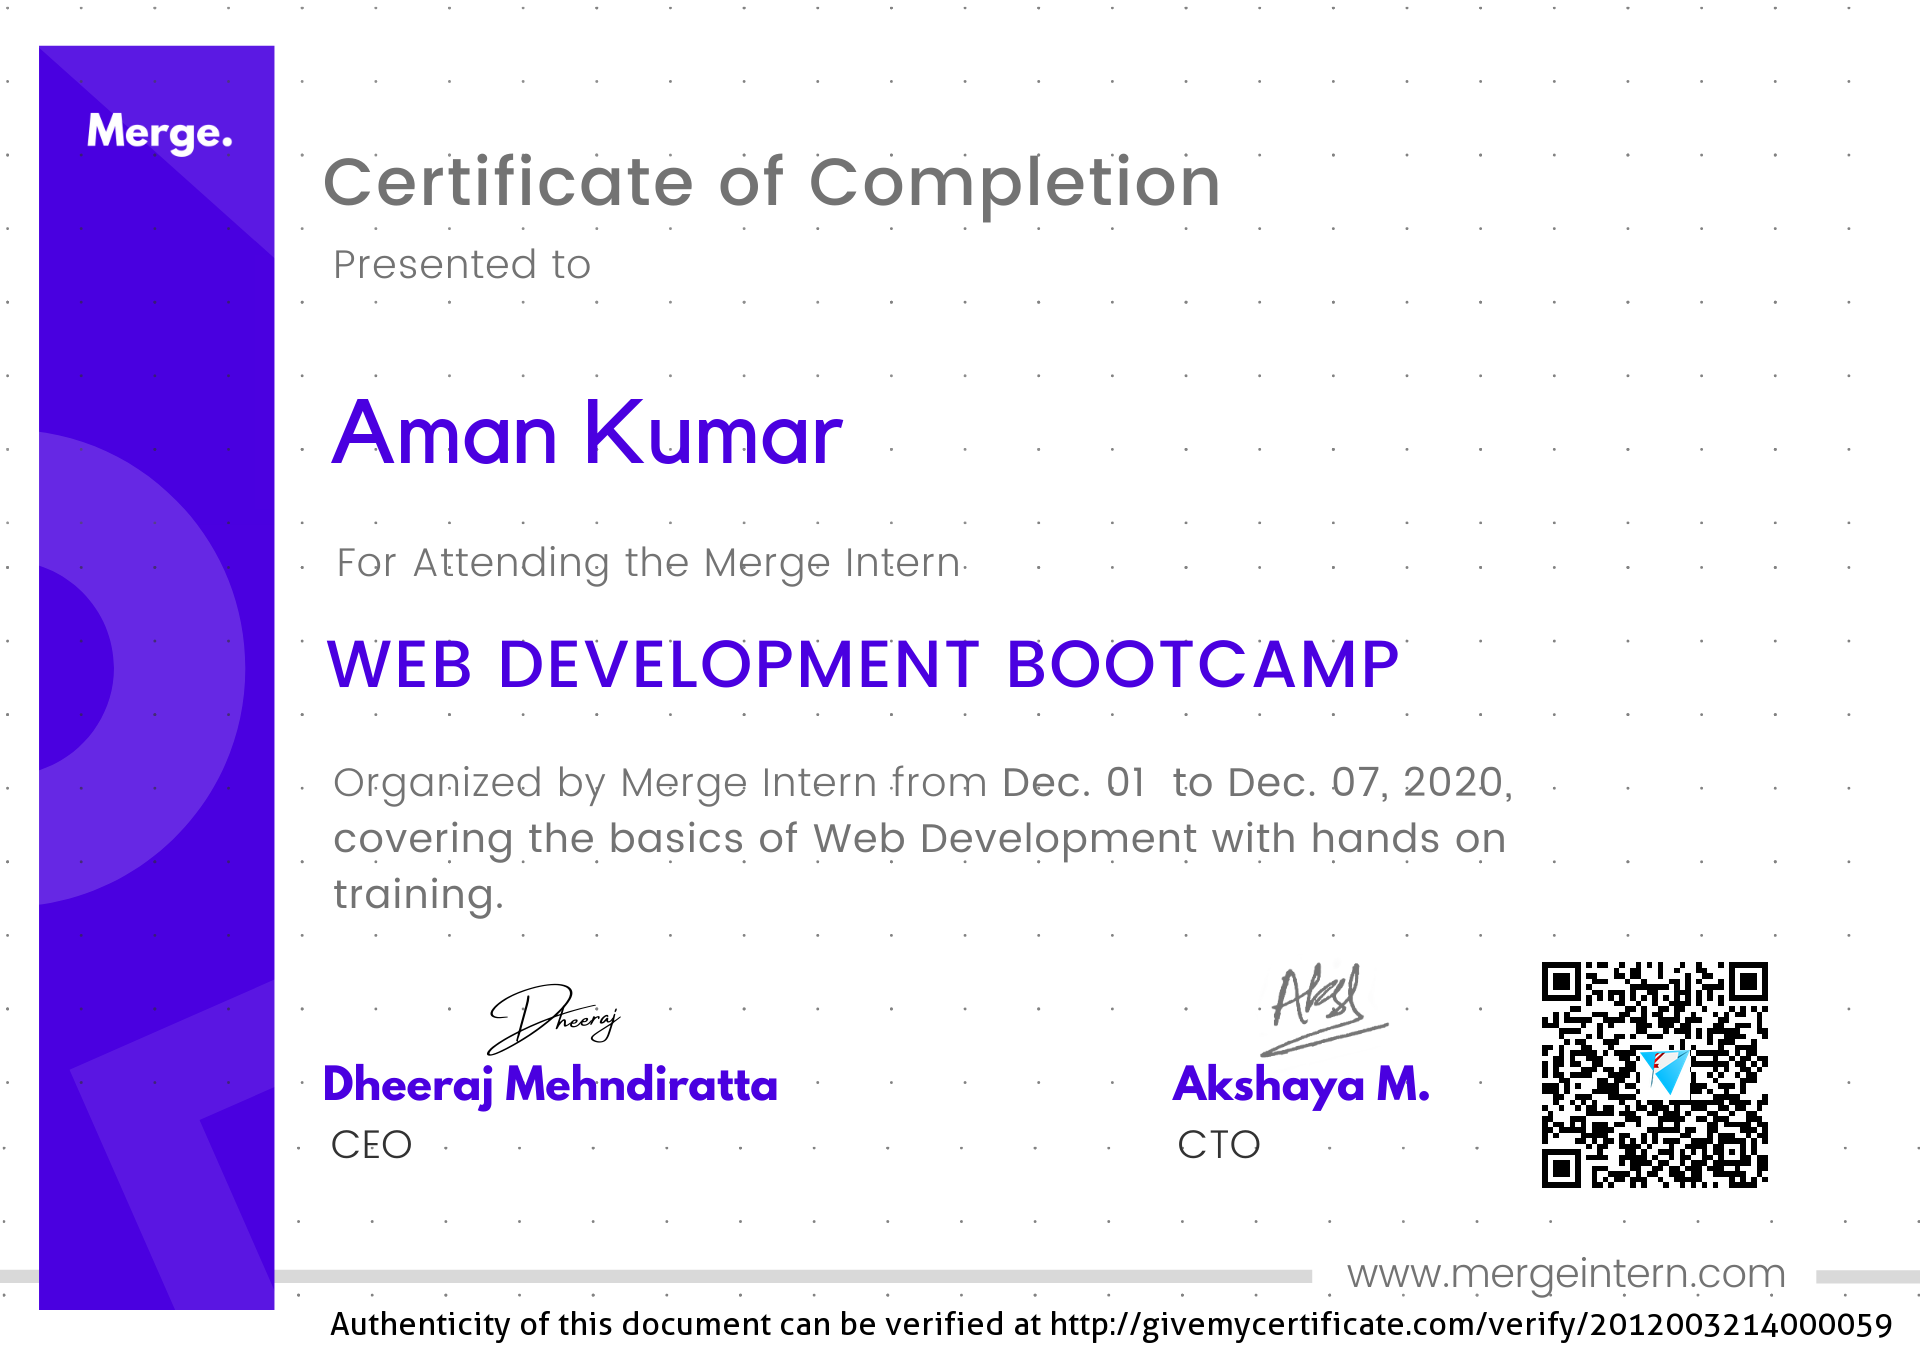 Merge.
Certificate of Completion
Presented to
Aman Kumar
For Attending the Merge Intern
WEB DEVELOPMENT BOOTCAMP
Organized by Merge Intern from Dec. 01 to Dec. 07, 2020,
covering the basics of Web Development with hands on
training.
Dheeraj
Dheeraj Mehndiratta
CEO
Akshaya M.
CTO
www.mergeintern.com
Authenticity of this document can be verified at http://givemycertificate.com/verify/2012003214000059